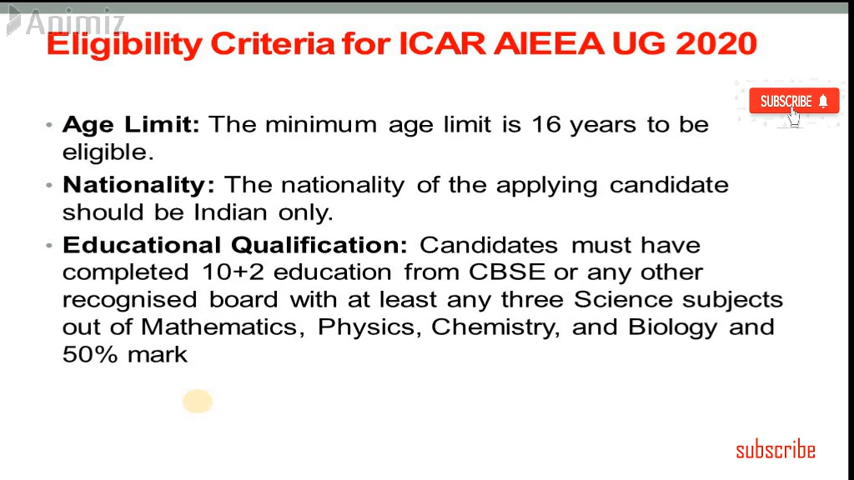 Animiz
Eligibility Criteria for ICAR AIEEA UG 2020
SUBSCRIBE
• Age Limit: The minimum age limit is 16 years to be
eligible.
• Nationality: The nationality of the applying candidate
should be Indian only.
• Educational Qualification: Candidates must have
completed 10+2 education from CBSE or any other
recognised board with at least any three Science subjects
out of Mathematics, Physics, Chemistry, and Biology and
50% mark
subscribe